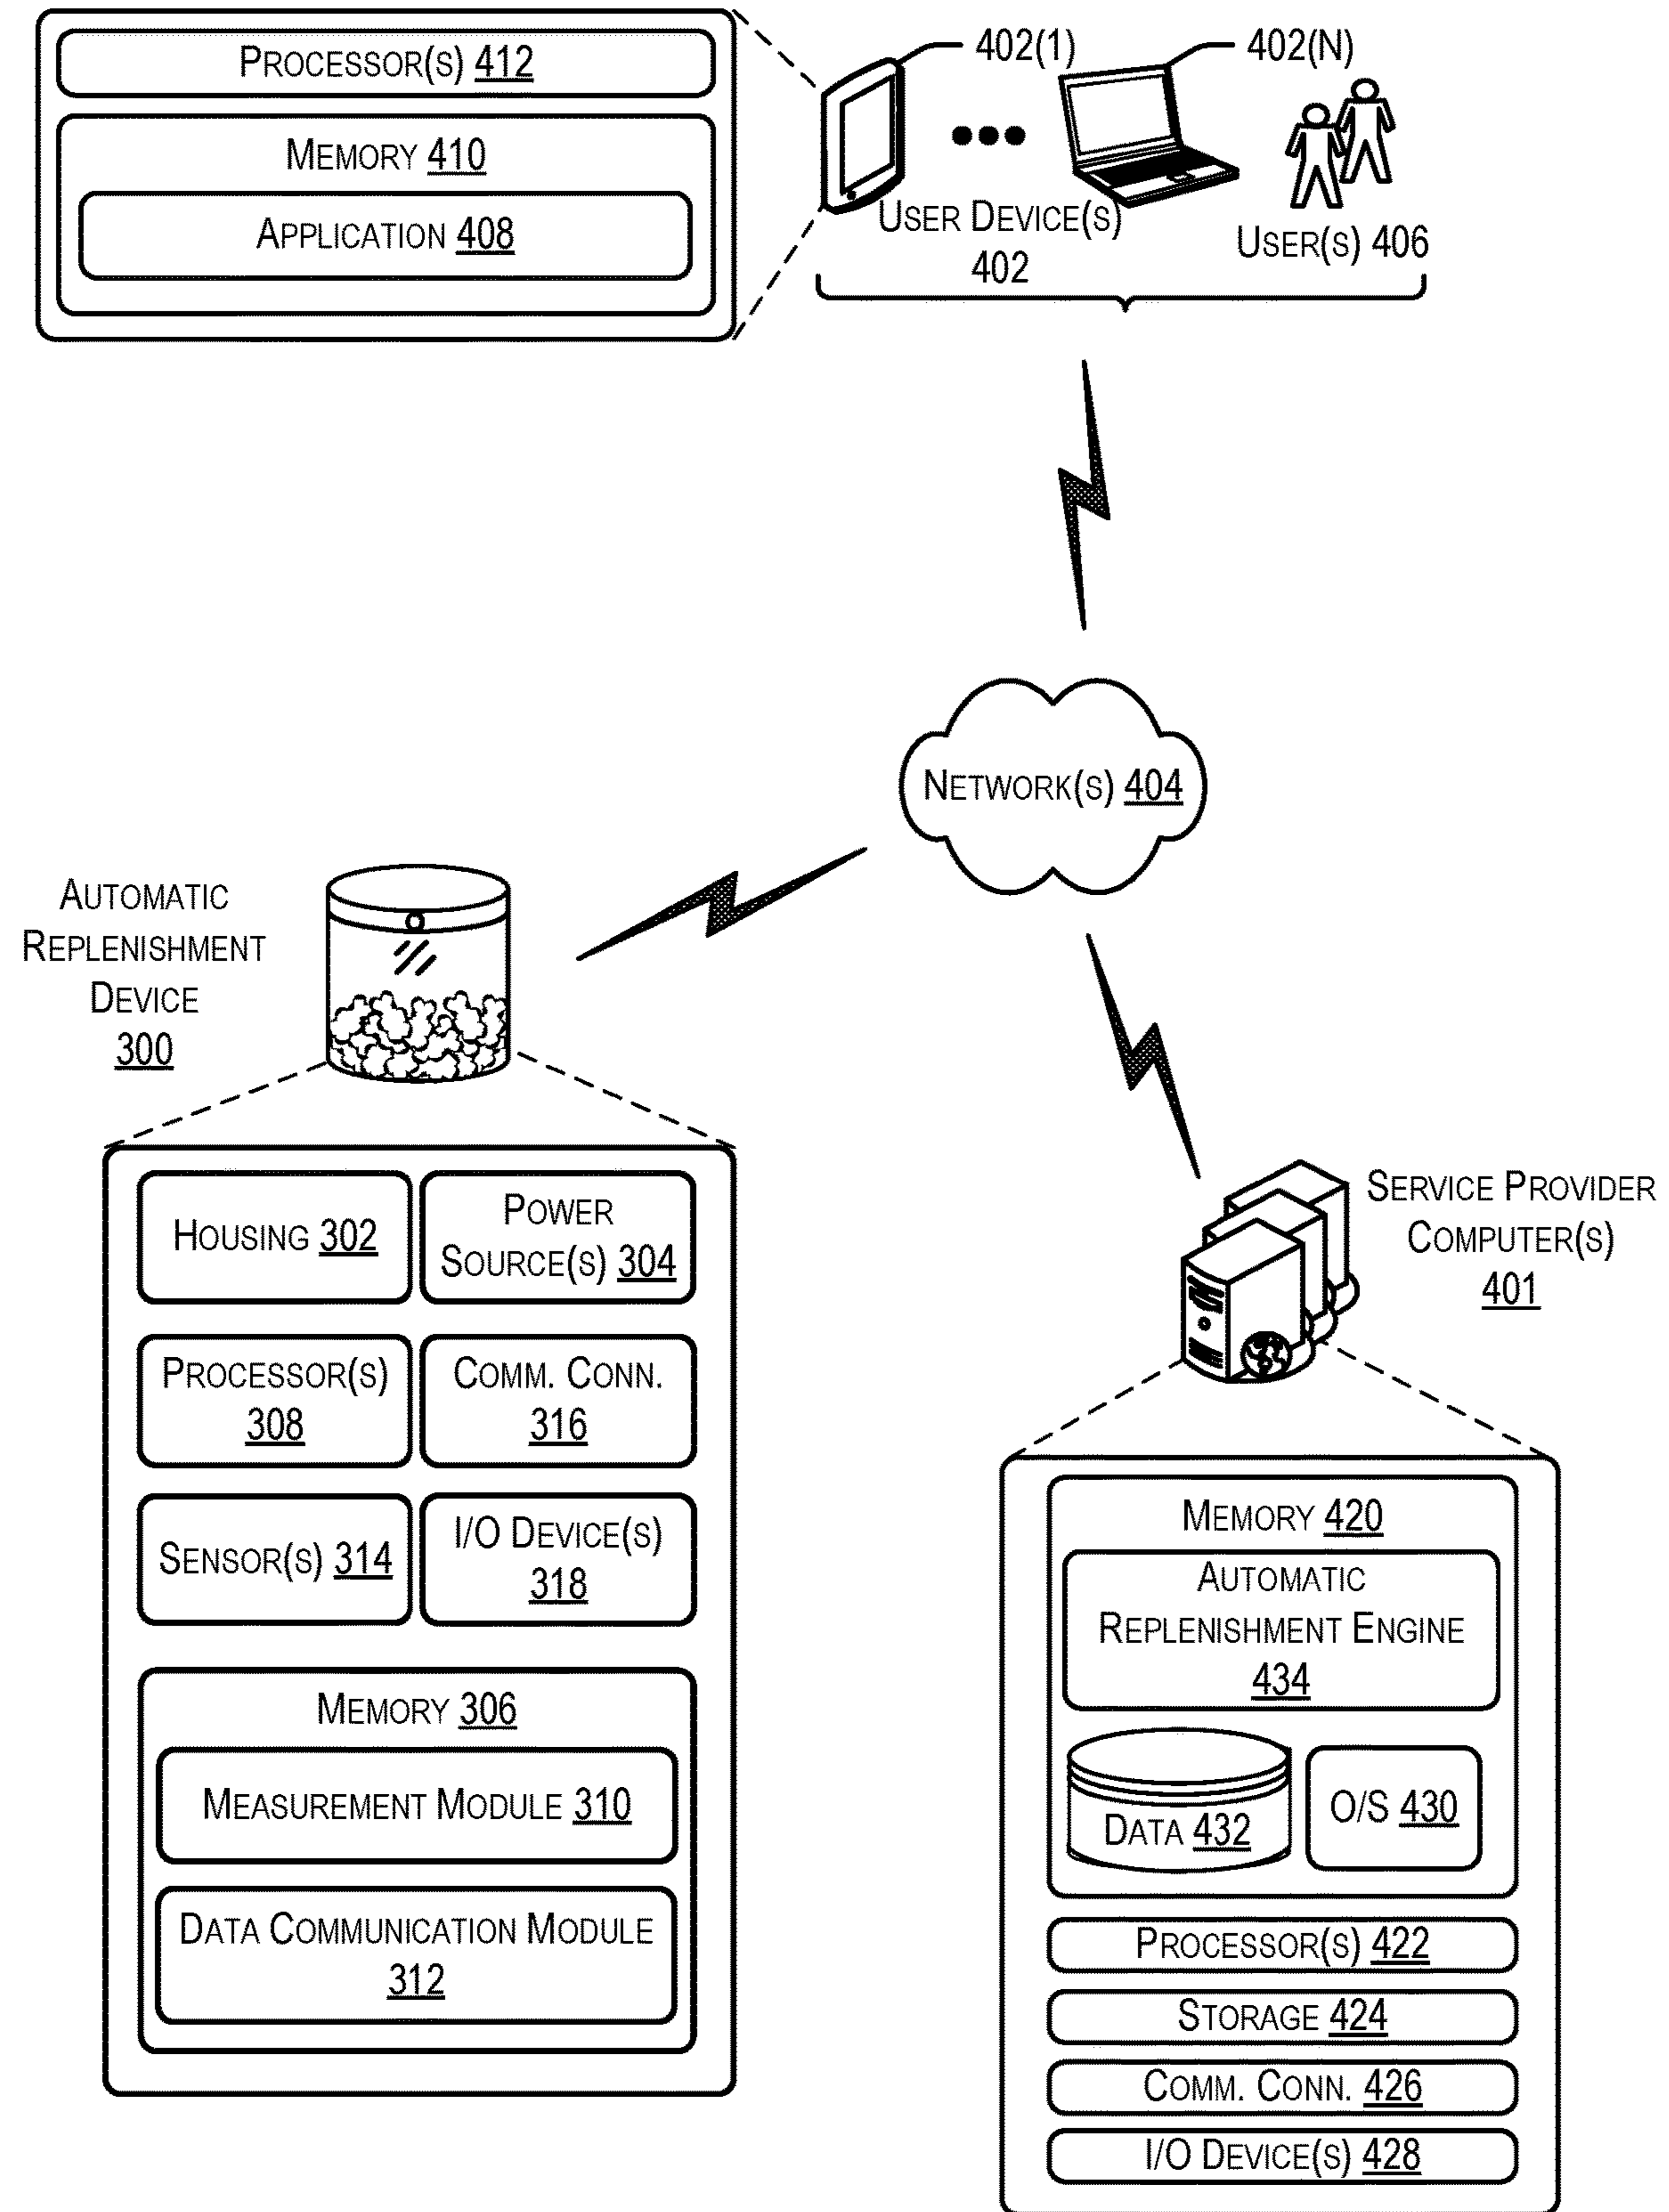 PROCESSOR(S) 412
MEMORY 410
APPLICATION 408
402(1)
402(N)
USER DEVICE(S)
402
USER(S) 406
NETWORK(S) 404
AUTOMATIC
REPLENISHMENT
DEVICE
300
HOUSING 302
POWER
SOURCE(S) 304
PROCESSOR(S)
308
COMM. CONN.
316
SENSOR(S) 314
I/O DEVICE(S)
318
MEMORY 306
MEASUREMENT MODULE 310
DATA COMMUNICATION MODULE
312
SERVICE PROVIDER
COMPUTER(S)
401
MEMORY 420
AUTOMATIC
REPLENISHMENT ENGINE
434
DATA 432
O/S 430
PROCESSOR(S) 422
STORAGE 424
COMM. CONN. 426
I/O DEVICE(S) 428